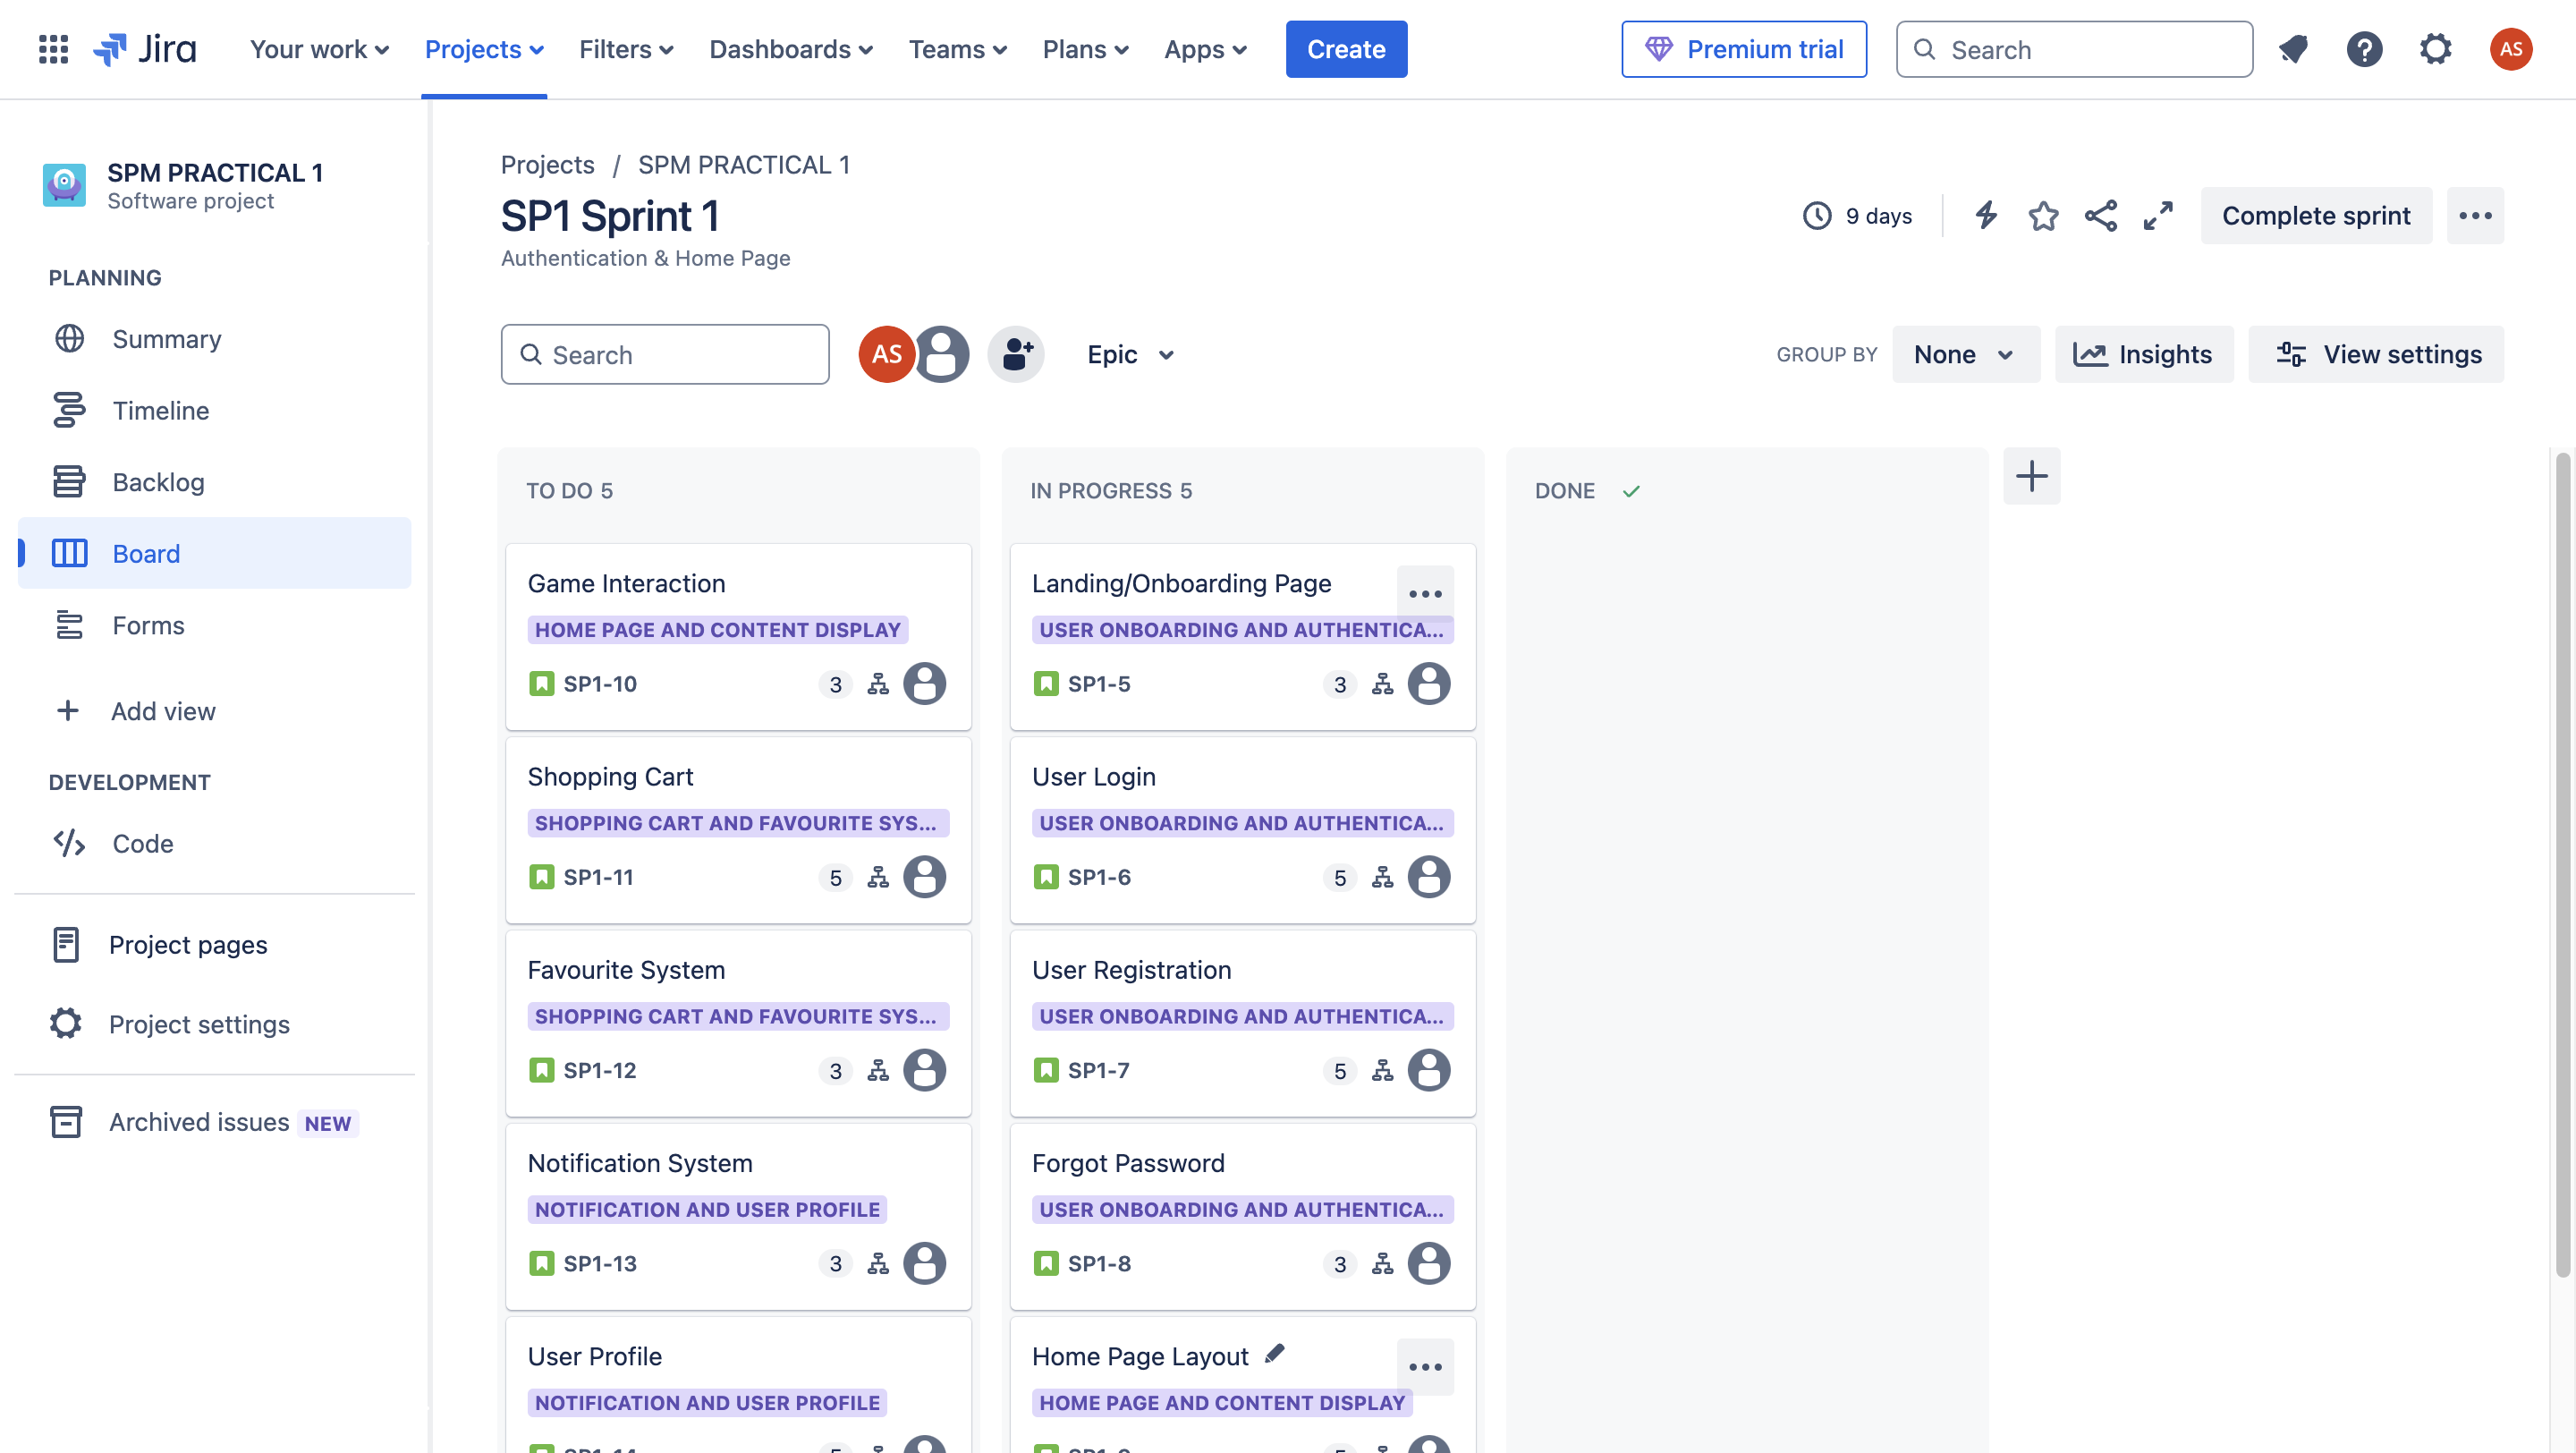 Jira
Your work
Projects
Filters
Dashboards
Teams
Plans
Apps
Create
Premium trial
Search
AS
SPM PRACTICAL 1
Software project
PLANNING
Summary
Timeline
Backlog
Board
Forms
Add view
DEVELOPMENT
Code
Project pages
Project settings
Archived issues NEW
Projects / SPM PRACTICAL 1
SP1 Sprint 1
Authentication & Home Page
9 days
Complete sprint
Search
AS
Epic
GROUP BY
None
Insights
View settings
TO DO 5
Game Interaction
HOME PAGE AND CONTENT DISPLAY
SP1-10 3
Shopping Cart
SHOPPING CART AND FAVOURITE SYS...
SP1-11 5
Favourite System
SHOPPING CART AND FAVOURITE SYS...
SP1-12 3
Notification System
NOTIFICATION AND USER PROFILE
SP1-13 3
User Profile
NOTIFICATION AND USER PROFILE
IN PROGRESS 5
Landing/Onboarding Page
USER ONBOARDING AND AUTHENTICA...
SP1-5 3
User Login
USER ONBOARDING AND AUTHENTICA...
SP1-6 5
User Registration
USER ONBOARDING AND AUTHENTICA...
SP1-7 5
Forgot Password
USER ONBOARDING AND AUTHENTICA...
SP1-8 3
Home Page Layout
HOME PAGE AND CONTENT DISPLAY
DONE